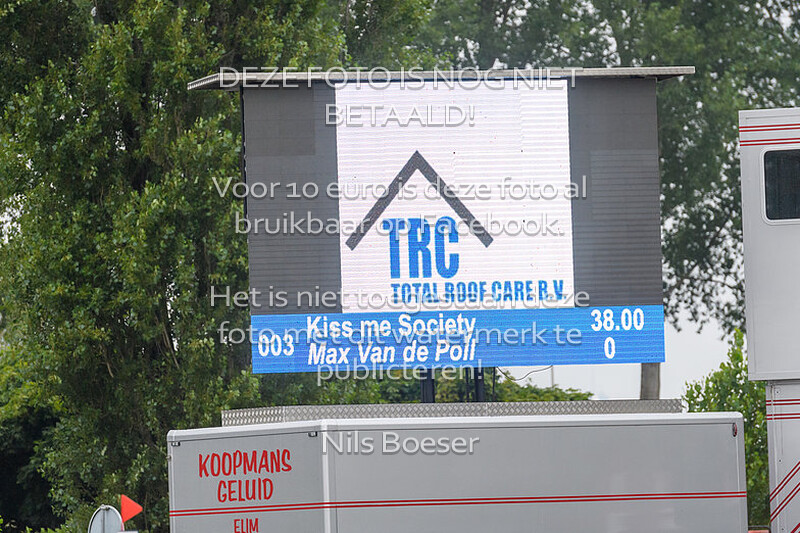 DEZE FOTO IS NOG NIET
BETAALD!
Voor 10 euro is deze foto al
bruikbaar op facebook.
TRC
TOTAL ROOF CARE B.V.
Het is niet toegestaan deze
foto met de watermerk te
publiceren!
003
Kiss me Society
38.00
Max Van de Poll
0
Nils Boeser
KOOPMANS
GELUID
ELIM